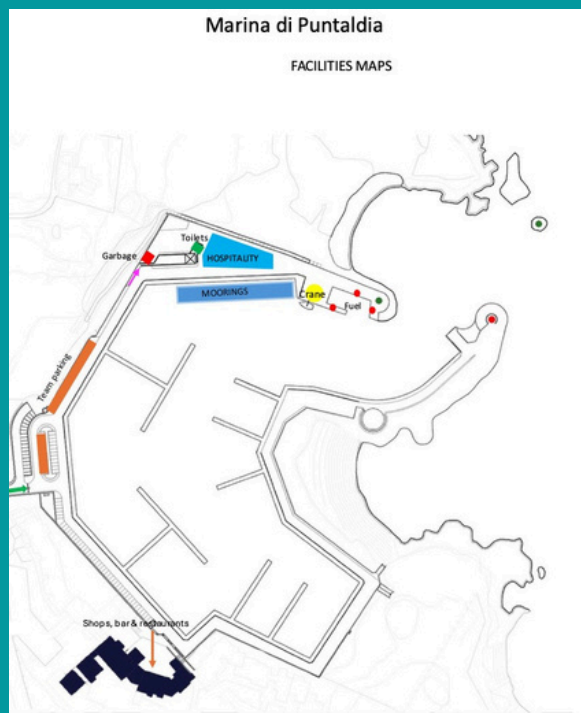 Marina di Puntaldia
FACILITIES MAPS
Toilets
Garbage
HOSPITALITY
MOORINGS
Crane
Fuel
Team parking
Shops, bar & restaurants